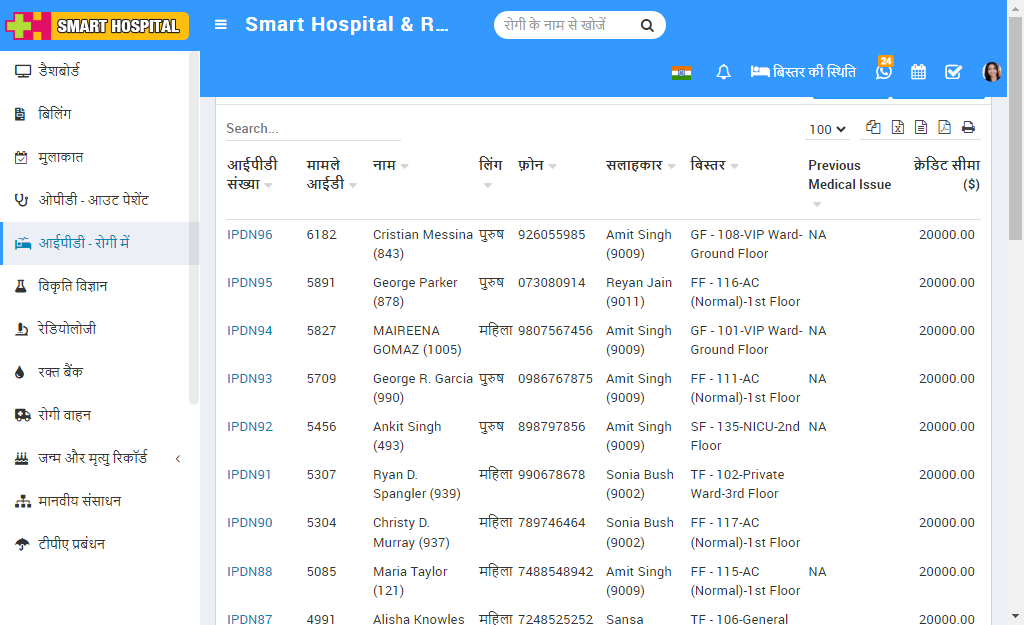 SMART HOSPITAL
Smart Hospital & R...
रोगी के नाम से खोजें
बिस्तर की स्थिति
24
डैशबोर्ड
बिलिंग
मुलाकात
ओपीडी - आउट पेशेंट
आईपीडी - रोगी में
विकृति विज्ञान
रेडियोलोजी
रक्त बैंक
रोगी वाहन
जन्म और मृत्यु रिकॉर्ड
मानवीय संसाधन
टीपीए प्रबंधन
Search...
100
आईपीडी संख्या मामले आईडी नाम लिंग फ़ोन सलाहकार बिस्तर Previous Medical Issue क्रेडिट सीमा ($)
IPDN96 6182 Cristian Messina पुरुष 926055985 Amit Singh GF - 108-VIP Ward- NA 20000.00
(843) (9009) Ground Floor
IPDN95 5891 George Parker पुरुष 073080914 Reyan Jain FF - 116-AC 20000.00
(878) (9011) (Normal)-1st Floor
IPDN94 5827 MAIREENA महिला 9807567456 Amit Singh GF - 101-VIP Ward- NA 20000.00
GOMAZ (1005) (9009) Ground Floor
IPDN93 5709 George R. Garcia पुरुष 0986767875 Amit Singh FF - 111-AC NA 20000.00
(990) (9009) (Normal)-1st Floor
IPDN92 5456 Ankit Singh पुरुष 898797856 Amit Singh SF - 135-NICU-2nd NA 20000.00
(493) (9009) Floor
IPDN91 5307 Ryan D. महिला 990678678 Sonia Bush TF - 102-Private 20000.00
Spangler (939) (9002) Ward-3rd Floor
IPDN90 5304 Christy D. महिला 789746464 Sonia Bush FF - 117-AC 20000.00
Murray (937) (9002) (Normal)-1st Floor
IPDN88 5085 Maria Taylor महिला 7488548942 Amit Singh FF - 115-AC NA 20000.00
(121) (9009) (Normal)-1st Floor
IPDN87 4991 Alisha Knowles महिला 7248525252 Sansa TF - 106-General 20000.00